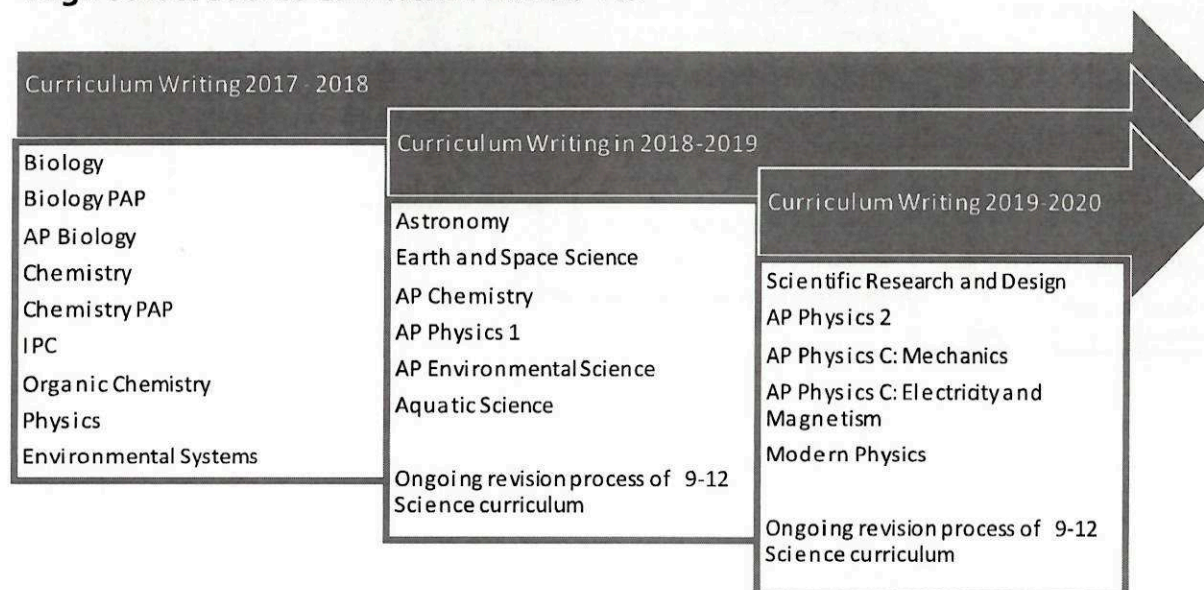 Curriculum Writing 2017 - 2018
Biology
Biology PAP
AP Biology
Chemistry
Chemistry PAP
IPC
Organic Chemistry
Physics
Environmental Systems
Curriculum Writing in 2018-2019
Astronomy
Earth and Space Science
AP Chemistry
AP Physics 1
AP Environmental Science
Aquatic Science
Ongoing revision process of 9-12
Science curriculum
Curriculum Writing 2019-2020
Scientific Research and Design
AP Physics 2
AP Physics C: Mechanics
AP Physics C: Electricity and
Magnetism
Modern Physics
Ongoing revision process of 9-12
Science curriculum